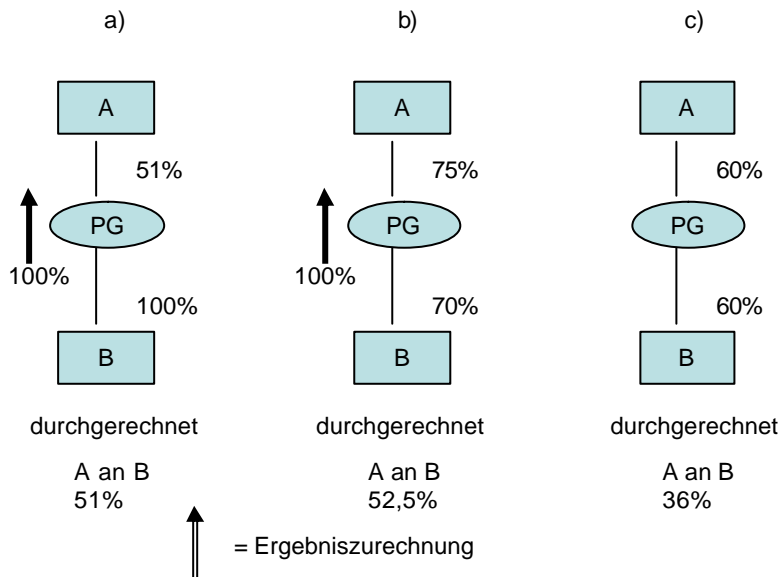 a) b) c)
A A A
51% 75% 60%
PG PG PG
100% 100%
100% 70% 60%
B B B
durchgerechnet durchgerechnet durchgerechnet
A an B A an B A an B
51% 52,5% 36%
= Ergebniszurechnung